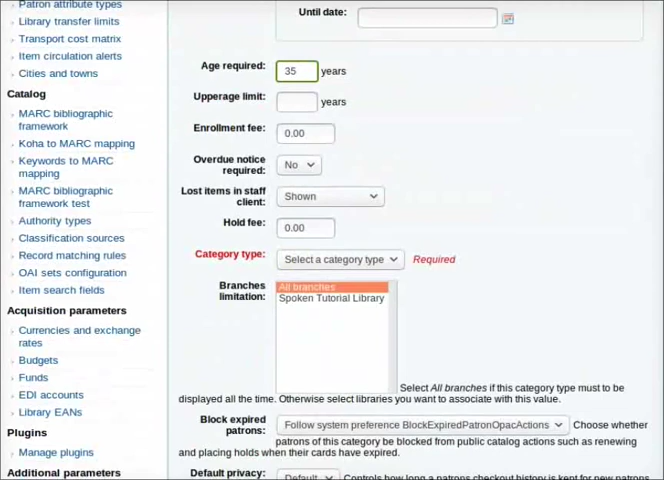 Patron attribute types
Library transfer limits
Transport cost matrix
Item circulation alerts
Cities and towns
Catalog
MARC bibliographic
framework
Koha to MARC mapping
Keywords to MARC
mapping
MARC bibliographic
framework test
Authority types
Classification sources
Record matching rules
OAI sets configuration
Item search fields
Acquisition parameters
Currencies and exchange
rates
Budgets
Funds
EDI accounts
Library EANs
Plugins
Manage plugins
Additional parameters
Until date:
Age required: 35 years
Upperage limit: years
Enrollment fee: 0.00
Overdue notice
required: No
Lost items in staff
client: Shown
Hold fee: 0.00
Category type: Select a category type Required
Branches
limitation:
All branches
Spoken Tutorial Library
Select All branches if this category type must to be
displayed all the time. Otherwise select libraries you want to associate with this value.
Block expired
patrons: Follow system preference BlockExpiredPatronOpacActions Choose whether
patrons of this category be blocked from public catalog actions such as renewing
and placing holds when their cards have expired.
Default privacy: Default Controls how long a patrons checkout history is kept for new patrons